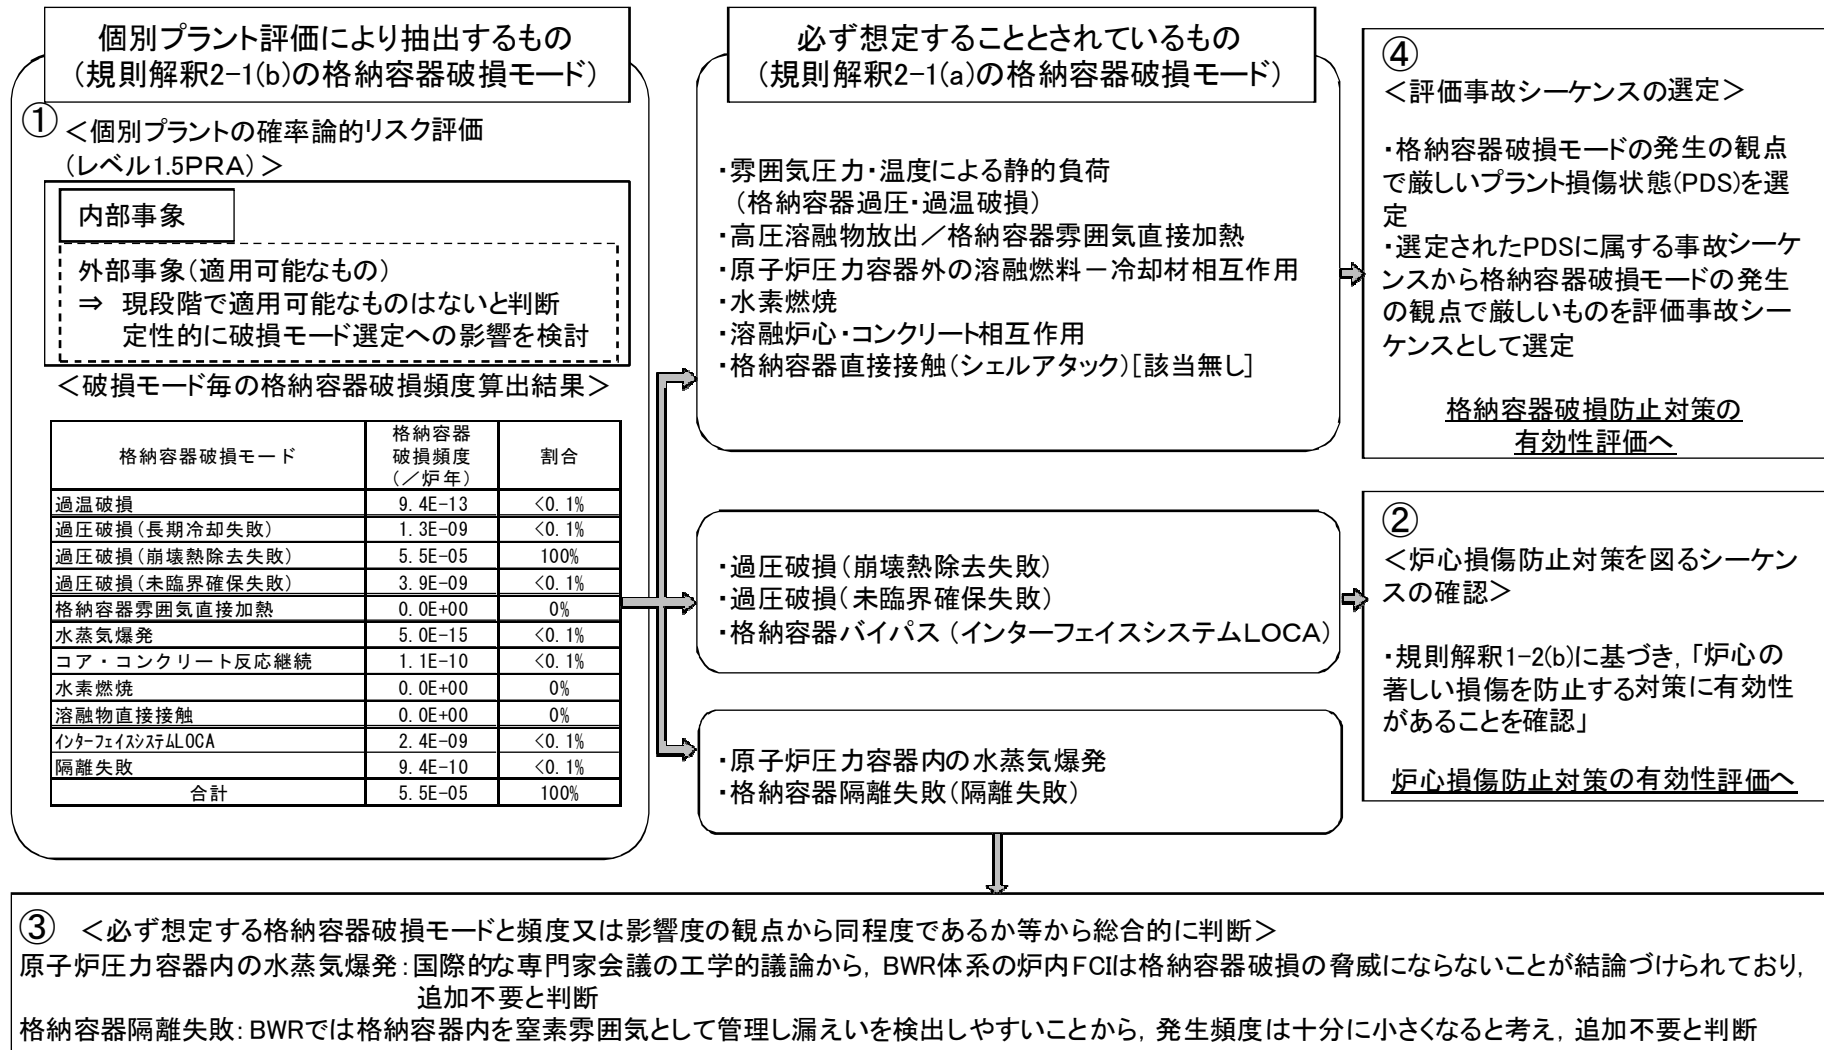 個別プラント評価により抽出するもの
（規則解釈2-1(b)の格納容器破損モード）
①
＜個別プラントの確率論的リスク評価
（レベル1.5PRA）＞
内部事象
外部事象（適用可能なもの）
⇒ 現段階で適用可能なものはないと判断
定性的に破損モード選定への影響を検討
＜破損モード毎の格納容器破損頻度算出結果＞
格納容器破損モード 格納容器破損頻度（／炉年） 割合
過温破損 9.4E-13 <0.1%
過圧破損（長期冷却失敗） 1.3E-09 <0.1%
過圧破損（崩壊熱除去失敗） 5.5E-05 100%
過圧破損（未臨界確保失敗） 3.9E-09 <0.1%
格納容器雰囲気直接加熱 0.0E+00 0%
水蒸気爆発 5.0E-15 <0.1%
コア・コンクリート反応継続 1.1E-10 <0.1%
水素燃焼 0.0E+00 0%
溶融物直接接触 0.0E+00 0%
ｲﾝﾀｰﾌｪｲｽｼｽﾃﾑLOCA 2.4E-09 <0.1%
隔離失敗 9.4E-10 <0.1%
合計 5.5E-05 100%
必ず想定することとされているもの
（規則解釈2-1(a)の格納容器破損モード）
・雰囲気圧力・温度による静的負荷
（格納容器過圧・過温破損）
・高圧溶融物放出／格納容器雰囲気直接加熱
・原子炉圧力容器外の溶融燃料－冷却材相互作用
・水素燃焼
・溶融炉心・コンクリート相互作用
・格納容器直接接触（シェルアタック）[該当無し]
・過圧破損（崩壊熱除去失敗）
・過圧破損（未臨界確保失敗）
・格納容器バイパス（インターフェイスシステムLOCA）
・原子炉圧力容器内の水蒸気爆発
・格納容器隔離失敗（隔離失敗）
④
＜評価事故シーケンスの選定＞
・格納容器破損モードの発生の観点
で厳しいプラント損傷状態(PDS)を選
定
・選定されたPDSに属する事故シーケ
ンスから格納容器破損モードの発生
の観点で厳しいものを評価事故シー
ケンスとして選定
格納容器破損防止対策の
有効性評価へ
②
＜炉心損傷防止対策を図るシーケン
スの確認＞
・規則解釈1-2(b)に基づき，「炉心の
著しい損傷を防止する対策に有効性
があることを確認」
炉心損傷防止対策の有効性評価へ
③ ＜必ず想定する格納容器破損モードと頻度又は影響度の観点から同程度であるか等から総合的に判断＞
原子炉圧力容器内の水蒸気爆発：国際的な専門家会議の工学的議論から，BWR体系の炉内FCIは格納容器破損の脅威にならないことが結論づけられており，
追加不要と判断
格納容器隔離失敗：BWRでは格納容器内を窒素雰囲気として管理し漏えいを検出しやすいことから，発生頻度は十分に小さくなると考え，追加不要と判断